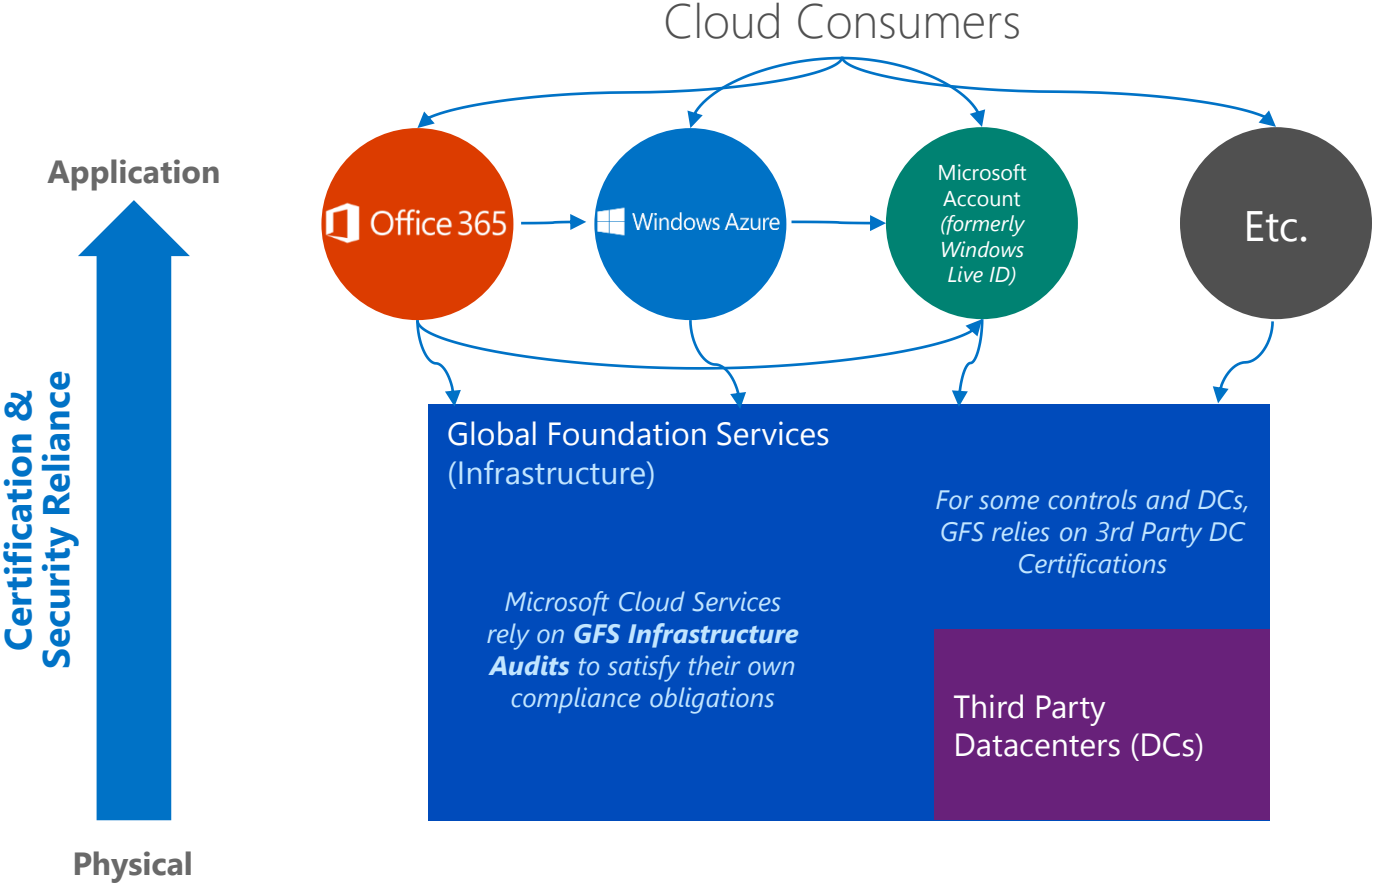 Cloud Consumers
Application
Office 365
Windows Azure
Microsoft
Account
(formerly
Windows
Live ID)
Etc.
Certification &
Security Reliance
Global Foundation Services
(Infrastructure)
For some controls and DCs,
GFS relies on 3rd Party DC
Certifications
Microsoft Cloud Services
rely on GFS Infrastructure
Audits to satisfy their own
compliance obligations
Third Party
Datacenters (DCs)
Physical